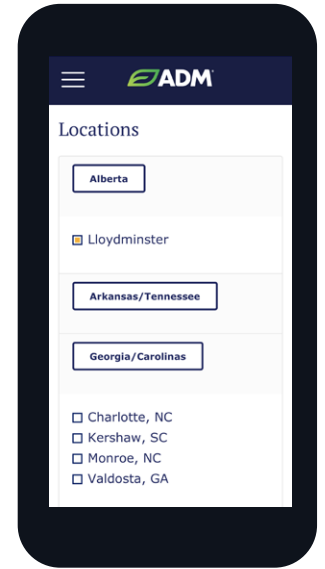 ADM
Locations
Alberta
Lloydminster
Arkansas/Tennessee
Georgia/Carolinas
Charlotte, NC
Kershaw, SC
Monroe, NC
Valdosta, GA